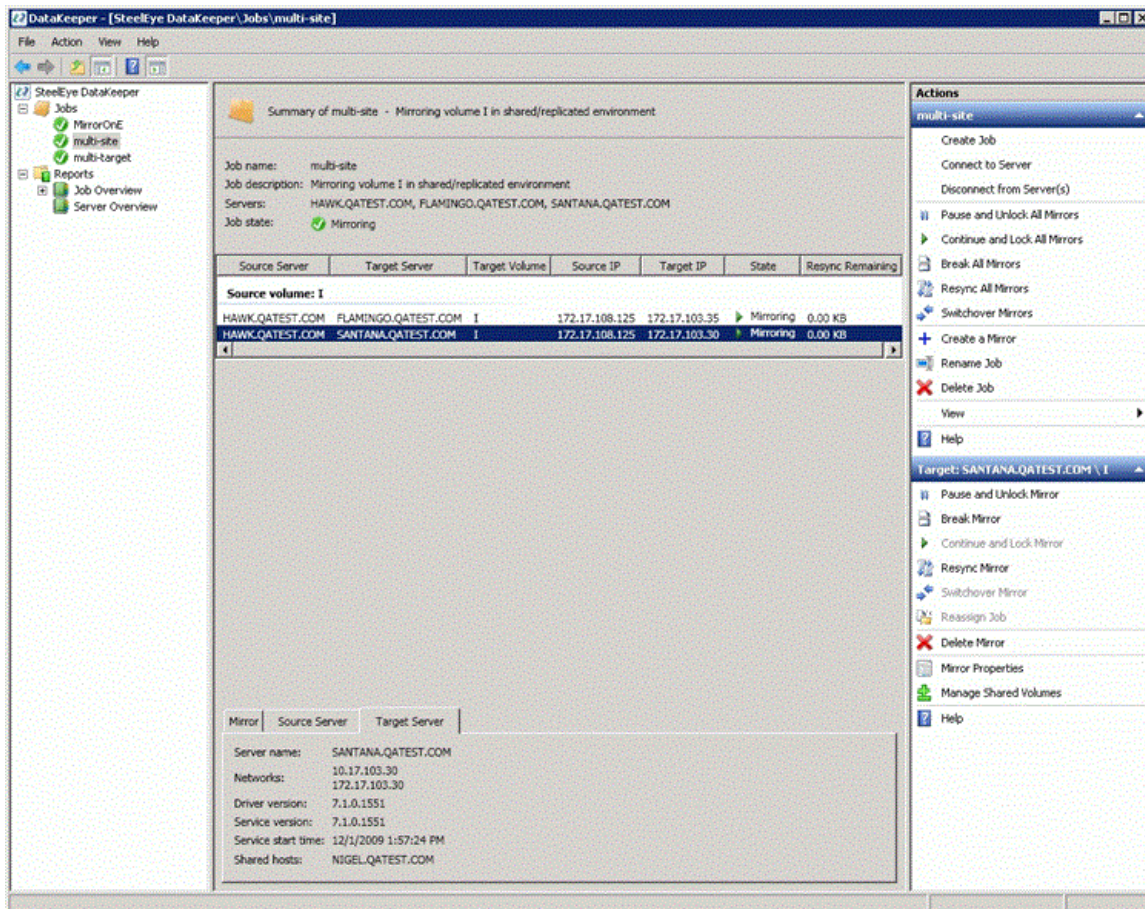 DataKeeper - [SteelEye DataKeeper\Jobs\multi-site]
File Action View Help
SteelEye DataKeeper
Jobs
MirrorOnE
multi-site
multi-target
Reports
Job Overview
Server Overview
Summary of multi-site - Mirroring volume I in shared/replicated environment
Job name: multi-site
Job description: Mirroring volume I in shared/replicated environment
Servers: HAWK.QATEST.COM, FLAMINGO.QATEST.COM, SANTANA.QATEST.COM
Job state: Mirroring
Source Server Target Server Target Volume Source IP Target IP State Resync Remaining
Source volume: I
HAWK.QATEST.COM FLAMINGO.QATEST.COM I 172.17.108.125 172.17.103.35 Mirroring 0.00 KB
HAWK.QATEST.COM SANTANA.QATEST.COM I 172.17.108.125 172.17.103.30 Mirroring 0.00 KB
Mirror Source Server Target Server
Server name: SANTANA.QATEST.COM
Networks: 10.17.103.30
172.17.103.30
Driver version: 7.1.0.1551
Service version: 7.1.0.1551
Service start time: 12/1/2009 1:57:24 PM
Shared hosts: NIGEL.QATEST.COM
Actions
multi-site
Create Job
Connect to Server
Disconnect from Server(s)
Pause and Unlock All Mirrors
Continue and Lock All Mirrors
Break All Mirrors
Resync All Mirrors
Switchover Mirrors
Create a Mirror
Rename Job
Delete Job
View
Help
Target: SANTANA.QATEST.COM \ I
Pause and Unlock Mirror
Break Mirror
Continue and Lock Mirror
Resync Mirror
Switchover Mirror
Reassign Job
Delete Mirror
Mirror Properties
Manage Shared Volumes
Help